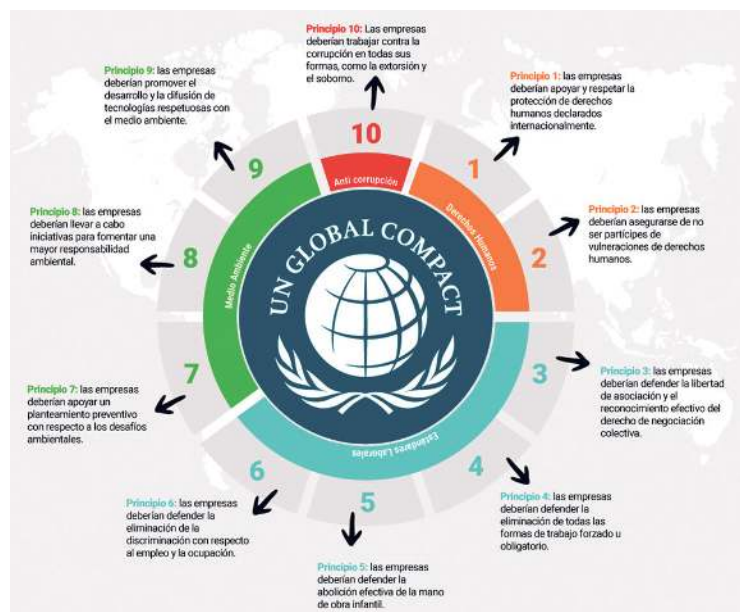 Principio 10: Las empresas
deberían trabajar contra la
corrupción en todas sus
formas, como la extorsión y
el soborno.
Principio 9: las empresas
deberían promover el
desarrollo y la difusión de
tecnologías respetuosas con
el medio ambiente.
Principio 1: las empresas
deberían apoyar y respetar la
protección de derechos
humanos declarados
internacionalmente.
10
9
1
Anti corrupción
Derechos Humanos
Principio 8: las empresas
deberían llevar a cabo
iniciativas para fomentar una
mayor responsabilidad
ambiental.
Principio 2: las empresas
deberían asegurarse de no
ser partícipes de
vulneraciones de derechos
humanos.
8
2
Medio Ambiente
UN GLOBAL COMPACT
7
3
Principio 7: las empresas
deberían apoyar un
planteamiento preventivo
con respecto a los desafíos
ambientales.
Principio 3: las empresas
deberían defender la libertad
de asociación y el
reconocimiento efectivo del
derecho de negociación
colectiva.
Estándares Laborales
6
4
5
Principio 6: las empresas
deberían defender la
eliminación de la
discriminación con respecto
al empleo y la ocupación.
Principio 4: las empresas
deberían defender la
eliminación de todas las
formas de trabajo forzado u
obligatorio.
Principio 5: las empresas
deberían defender la
abolición efectiva de la mano
de obra infantil.